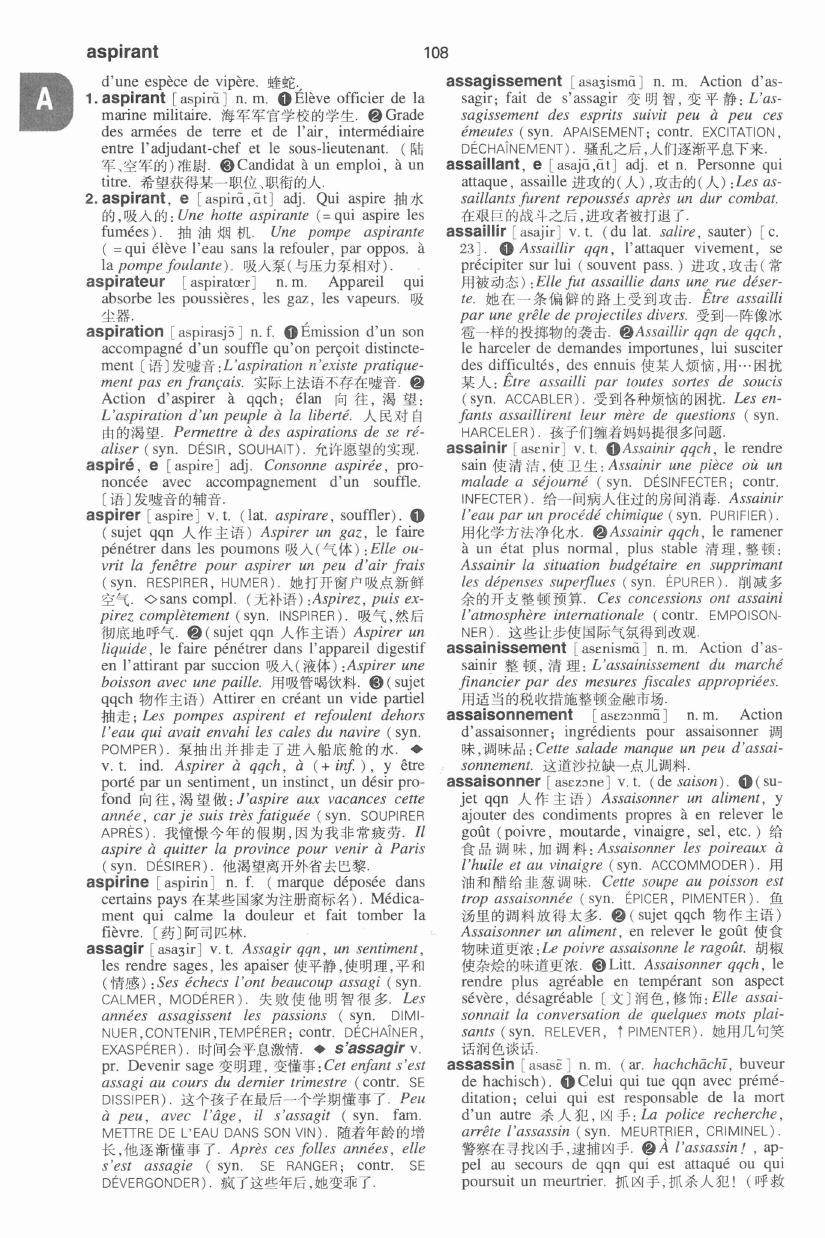 aspirant
108
A
d'une espèce de vipère. 蝰蛇.
1. aspirant [aspirɑ̃] n. m. ❶Élève officier de la
marine militaire. 海军军官学校的学生. ❷Grade
des armées de terre et de l'air, intermédiaire
entre l'adjudant-chef et le sous-lieutenant. (陆
军、空军的)准尉. ❸Candidat à un emploi, à un
titre. 希望获得某一职位、职衔的人.
2. aspirant, e [aspirɑ̃,ɑ̃t] adj. Qui aspire 抽水
的,吸入的: Une hotte aspirante (= qui aspire les
fumées). 抽油烟机. Une pompe aspirante
( = qui élève l'eau sans la refouler, par oppos. à
la pompe foulante). 吸入泵(与压力泵相对).
aspirateur [aspiratœr] n. m. Appareil qui
absorbe les poussières, les gaz, les vapeurs. 吸
尘器.
aspiration [aspirasjɔ̃] n. f. ❶Émission d'un son
accompagné d'un souffle qu'on perçoit distincte-
ment [语]发嘘音: L'aspiration n'existe pratique-
ment pas en français. 实际上法语不存在嘘音. ❷
Action d'aspirer à qqch; élan 向往, 渴望:
L'aspiration d'un peuple à la liberté. 人民对自
由的渴望. Permettre à des aspirations de se ré-
aliser (syn. DÉSIR, SOUHAIT). 允许愿望的实现.
aspiré, e [aspire] adj. Consonne aspirée, pro-
noncée avec accompagnement d'un souffle.
[语]发嘘音的辅音.
aspirer [aspire] v. t. (lat. aspirare, souffler). ❶
(sujet qqn 人作主语) Aspirer un gaz, le faire
pénétrer dans les poumons 吸入(气体): Elle ou-
vrit la fenêtre pour aspirer un peu d'air frais
(syn. RESPIRER, HUMER). 她打开窗户吸点新鲜
空气. ◇sans compl. (无补语): Aspirez, puis ex-
pirez complètement (syn. INSPIRER). 吸气,然后
彻底地呼气. ❷(sujet qqn 人作主语) Aspirer un
liquide, le faire pénétrer dans l'appareil digestif
en l'attirant par succion 吸入(液体): Aspirer une
boisson avec une paille. 用吸管喝饮料. ❸(sujet
qqch 物作主语) Attirer en créant un vide partiel
抽走; Les pompes aspirent et refoulent dehors
l'eau qui avait envahi les cales du navire (syn.
POMPER). 泵抽出并排走了进入船底舱的水. ◆
v. t. ind. Aspirer à qqch, à (+ inf.), y être
porté par un sentiment, un instinct, un désir pro-
fond 向往,渴望做: J'aspire aux vacances cette
année, car je suis très fatiguée (syn. SOUPIRER
APRÈS). 我憧憬今年的假期,因为我非常疲劳. Il
aspire à quitter la province pour venir à Paris
(syn. DÉSIRER). 他渴望离开外省去巴黎.
aspirine [aspirin] n. f. (marque déposée dans
certains pays 在某些国家为注册商标名). Médica-
ment qui calme la douleur et fait tomber la
fièvre. [药]阿司匹林.
assagir [asaʒir] v. t. Assagir qqn, un sentiment,
les rendre sages, les apaiser 使平静,使明理,平和
(情感): Ses échecs l'ont beaucoup assagi (syn.
CALMER, MODÉRER). 失败使他明智很多. Les
années assagissent les passions (syn. DIMI-
NUER, CONTENIR, TEMPÉRER; contr. DÉCHAÎNER,
EXASPÉRER). 时间会平息激情. ◆ s'assagir v.
pr. Devenir sage 变明理, 变懂事: Cet enfant s'est
assagi au cours du dernier trimestre (contr. SE
DISSIPER). 这个孩子在最后一个学期懂事了. Peu
à peu, avec l'âge, il s'assagit (syn. fam.
METTRE DE L'EAU DANS SON VIN). 随着年龄的增
长,他逐渐懂事了. Après ces folles années, elle
s'est assagie (syn. SE RANGER; contr. SE
DÉVERGONDER). 疯了这些年后,她变乖了.
assagissement [asaʒismɑ̃] n. m. Action d'as-
sagir; fait de s'assagir 变明智, 变平静: L'as-
sagissement des esprits suivit peu à peu ces
émeutes (syn. APAISEMENT; contr. EXCITATION,
DÉCHAÎNEMENT). 骚乱之后,人们逐渐平息下来.
assaillant, e [asajɑ̃,ɑ̃t] adj. et n. Personne qui
attaque, assaille 进攻的(人),攻击的(人): Les as-
saillants furent repoussés après un dur combat.
在艰巨的战斗之后,进攻者被打退了.
assaillir [asajir] v. t. (du lat. salire, sauter) [c.
23]. ❶ Assaillir qqn, l'attaquer vivement, se
précipiter sur lui (souvent pass.) 进攻,攻击(常
用被动态): Elle fut assaillie dans une rue déser-
te. 她在一条偏僻的路上受到攻击. Être assailli
par une grêle de projectiles divers. 受到一阵像冰
雹一样的投掷物的袭击. ❷Assaillir qqn de qqch,
le harceler de demandes importunes, lui susciter
des difficultés, des ennuis 使某人烦恼,用…困扰
某人: Être assailli par toutes sortes de soucis
(syn. ACCABLER). 受到各种烦恼的困扰. Les en-
fants assaillirent leur mère de questions (syn.
HARCELER). 孩子们缠着妈妈提很多问题.
assainir [asenir] v. t. ❶Assainir qqch, le rendre
sain 使清洁,使卫生: Assainir une pièce où un
malade a séjourné (syn. DÉSINFECTER; contr.
INFECTER). 给一间病人住过的房间消毒. Assainir
l'eau par un procédé chimique (syn. PURIFIER).
用化学方法净化水. ❷Assainir qqch, le ramener
à un état plus normal, plus stable 清理,整顿:
Assainir la situation budgétaire en supprimant
les dépenses superflues (syn. ÉPURER). 削减多
余的开支整顿预算. Ces concessions ont assaini
l'atmosphère internationale (contr. EMPOISON-
NER). 这些让步使国际气氛得到改观.
assainissement [asenismɑ̃] n. m. Action d'as-
sainir 整顿,清理: L'assainissement du marché
financier par des mesures fiscales appropriées.
用适当的税收措施整顿金融市场.
assaisonnement [asɛzɔnmɑ̃] n. m. Action
d'assaisonner; ingrédients pour assaisonner 调
味,调味品: Cette salade manque un peu d'assai-
sonnement. 这道沙拉缺一点儿调料.
assaisonner [asɛzɔne] v. t. (de saison). ❶(su-
jet qqn 人作主语) Assaisonner un aliment, y
ajouter des condiments propres à en relever le
goût (poivre, moutarde, vinaigre, sel, etc.) 给
食品调味, 加调料: Assaisonner les poireaux à
l'huile et au vinaigre (syn. ACCOMMODER). 用
油和醋给韭葱调味. Cette soupe au poisson est
trop assaisonnée (syn. ÉPICER, PIMENTER). 鱼
汤里的调料放得太多. ❷(sujet qqch 物作主语)
Assaisonner un aliment, en relever le goût 使食
物味道更浓: Le poivre assaisonne le ragoût. 胡椒
使杂烩的味道更浓. ❸Litt. Assaisonner qqch, le
rendre plus agréable en tempérant son aspect
sévère, désagréable [文]润色,修饰: Elle assai-
sonnait la conversation de quelques mots plai-
sants (syn. RELEVER, ↑PIMENTER). 她用几句笑
话润色谈话.
assassin [asasɛ̃] n. m. (ar. hachchāchī, buveur
de hachisch). ❶Celui qui tue qqn avec prémé-
ditation; celui qui est responsable de la mort
d'un autre 杀人犯,凶手: La police recherche,
arrête l'assassin (syn. MEURTRIER, CRIMINEL).
警察在寻找凶手,逮捕凶手. ❷À l'assassin!, ap-
pel au secours de qqn qui est attaqué ou qui
poursuit un meurtrier. 抓凶手,抓杀人犯! (呼救